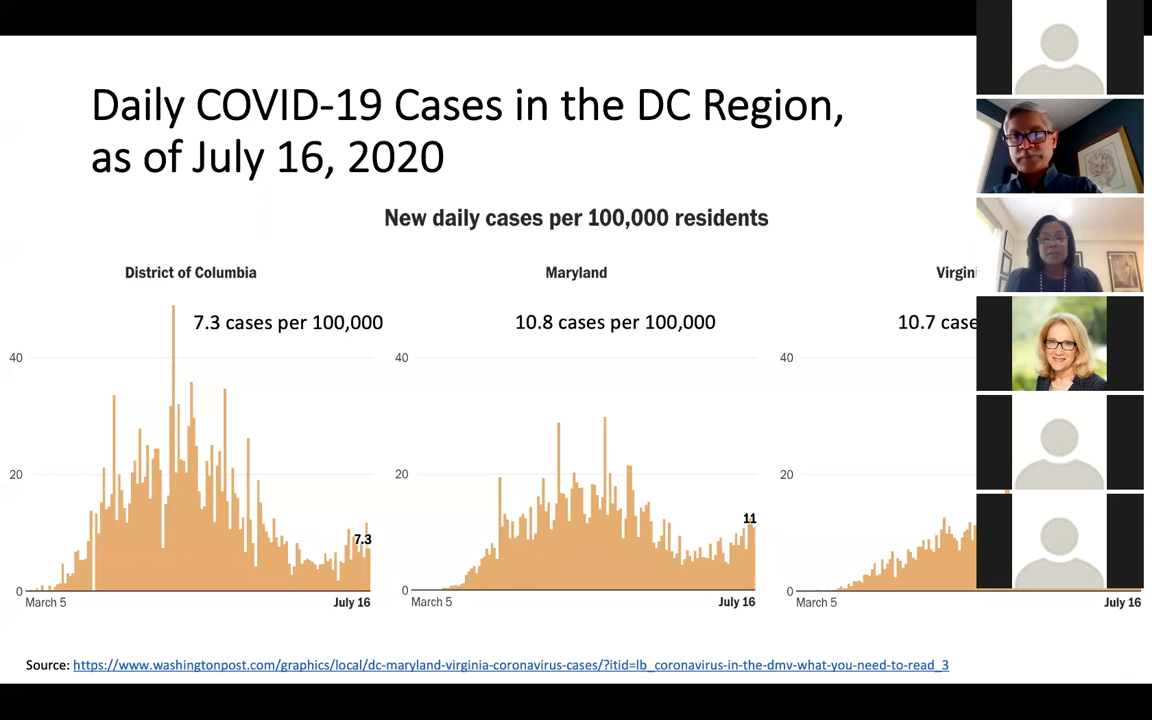 Daily COVID-19 Cases in the DC Region,
as of July 16, 2020
New daily cases per 100,000 residents
District of Columbia
Maryland
7.3 cases per 100,000
10.8 cases per 100,000
10.7
40
40
40
20
20
20
7.3
11
0
0
0
March 5
July 16
March 5
July 16
March 5
July 16
Source: https://www.washingtonpost.com/graphics/local/dc-maryland-virginia-coronavirus-cases/?itid=lb_coronavirus-in-the-dmv-what-you-need-to-read_3